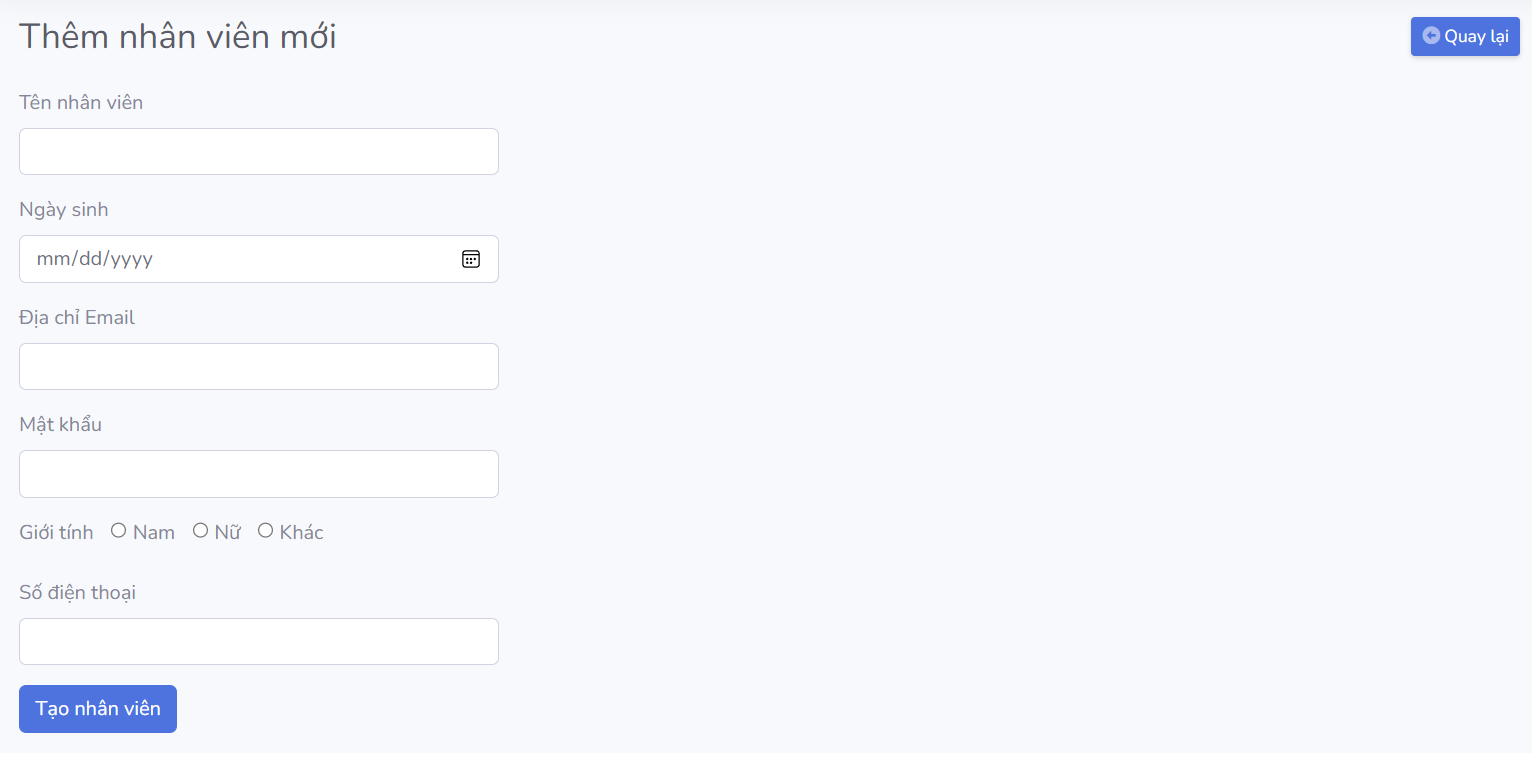 Thêm nhân viên mới
Quay lại
Tên nhân viên
Ngày sinh
mm/dd/yyyy
Địa chỉ Email
Mật khẩu
Giới tính Nam Nữ Khác
Số điện thoại
Tạo nhân viên